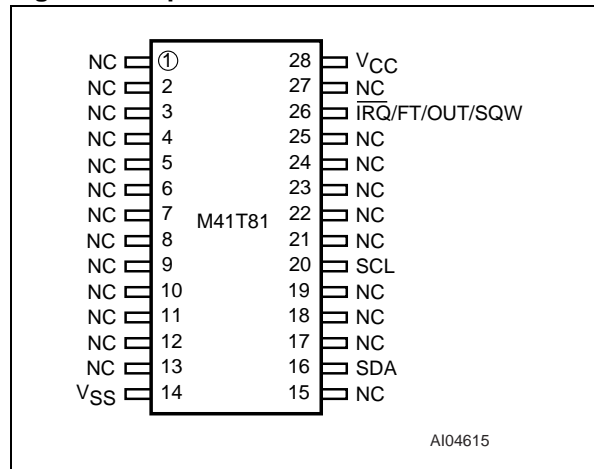 NC 1 28 VCC
NC 2 27 NC
NC 3 26 IRQ/FT/OUT/SQW
NC 4 25 NC
NC 5 24 NC
NC 6 23 NC
NC 7 M41T81 22 NC
NC 8 21 NC
NC 9 20 SCL
NC 10 19 NC
NC 11 18 NC
NC 12 17 NC
NC 13 16 SDA
VSS 14 15 NC
AI04615